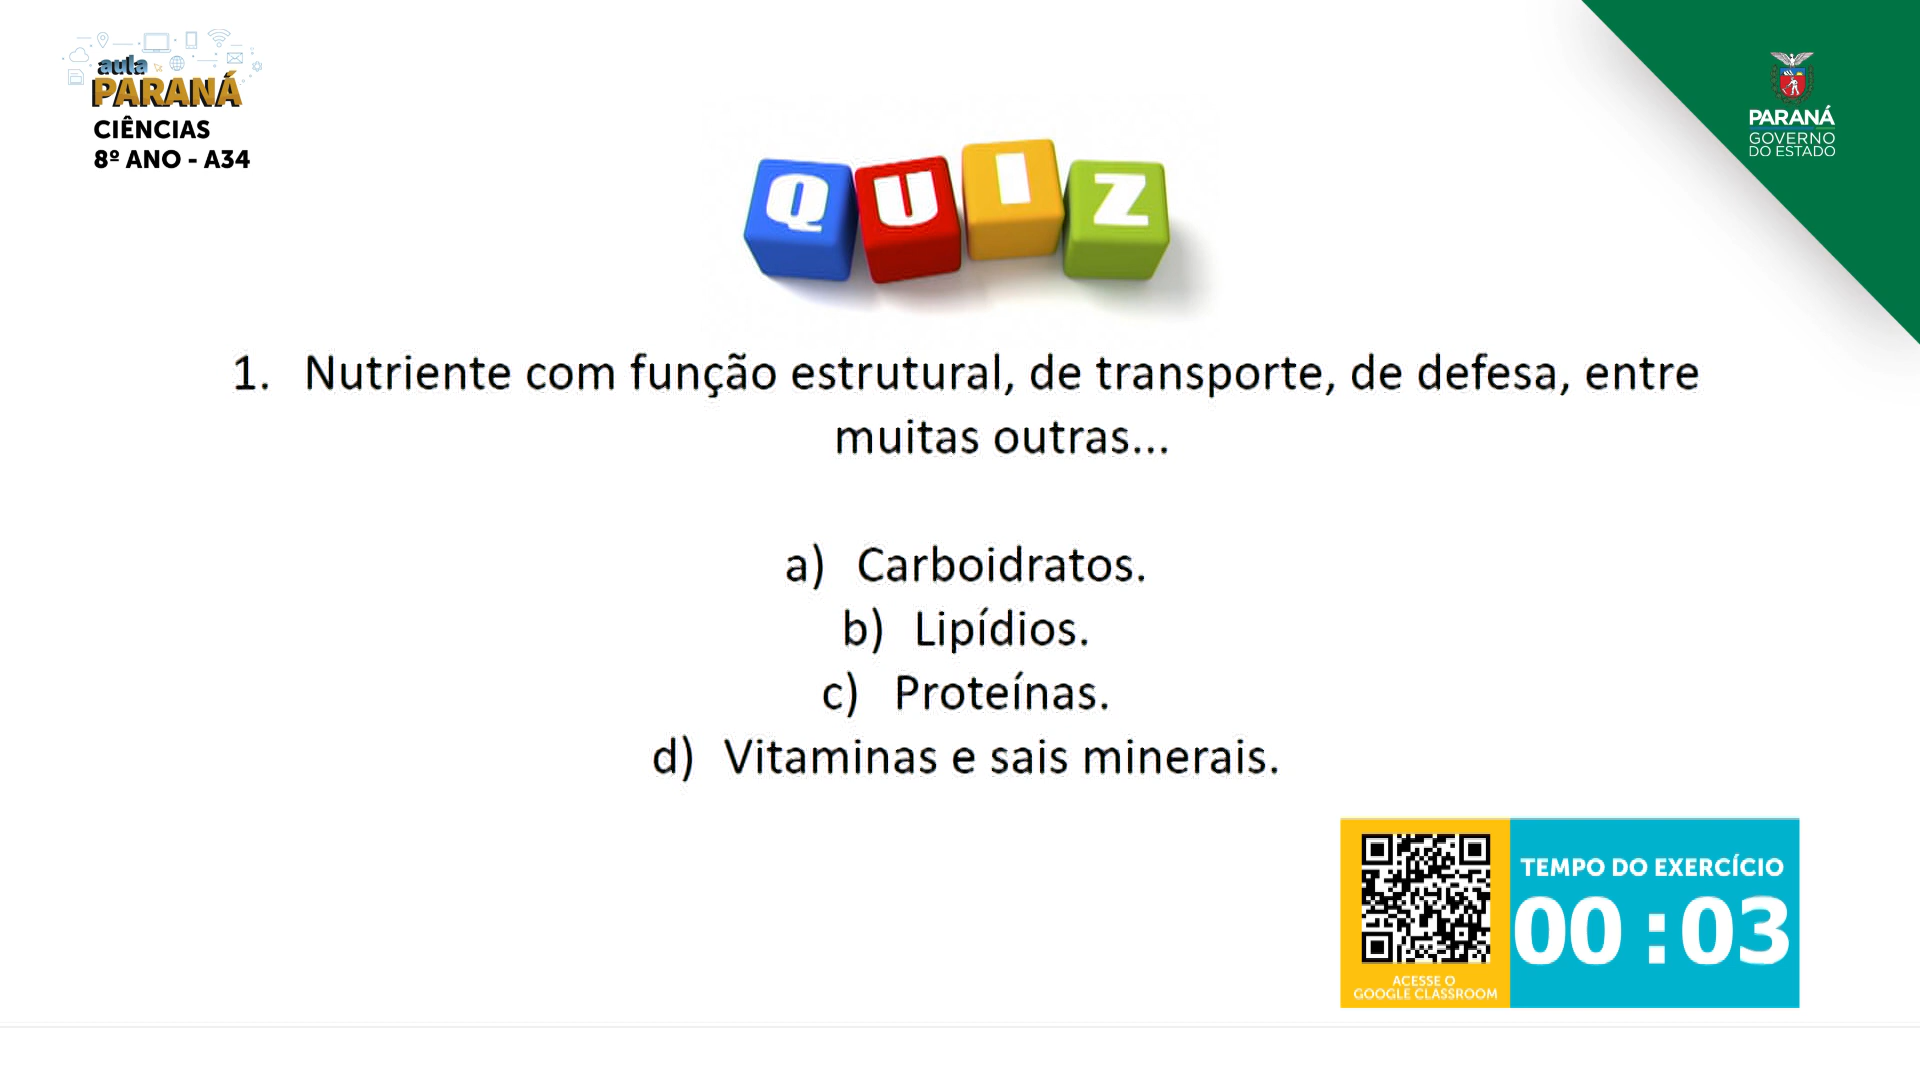 aula
PARANÁ
CIÊNCIAS
8º ANO - A34
PARANÁ
GOVERNO
DO ESTADO
QUIZ
1. Nutriente com função estrutural, de transporte, de defesa, entre
muitas outras...
a) Carboidratos.
b) Lipídios.
c) Proteínas.
d) Vitaminas e sais minerais.
TEMPO DO EXERCÍCIO
00:03
ACESSE O
GOOGLE CLASSROOM